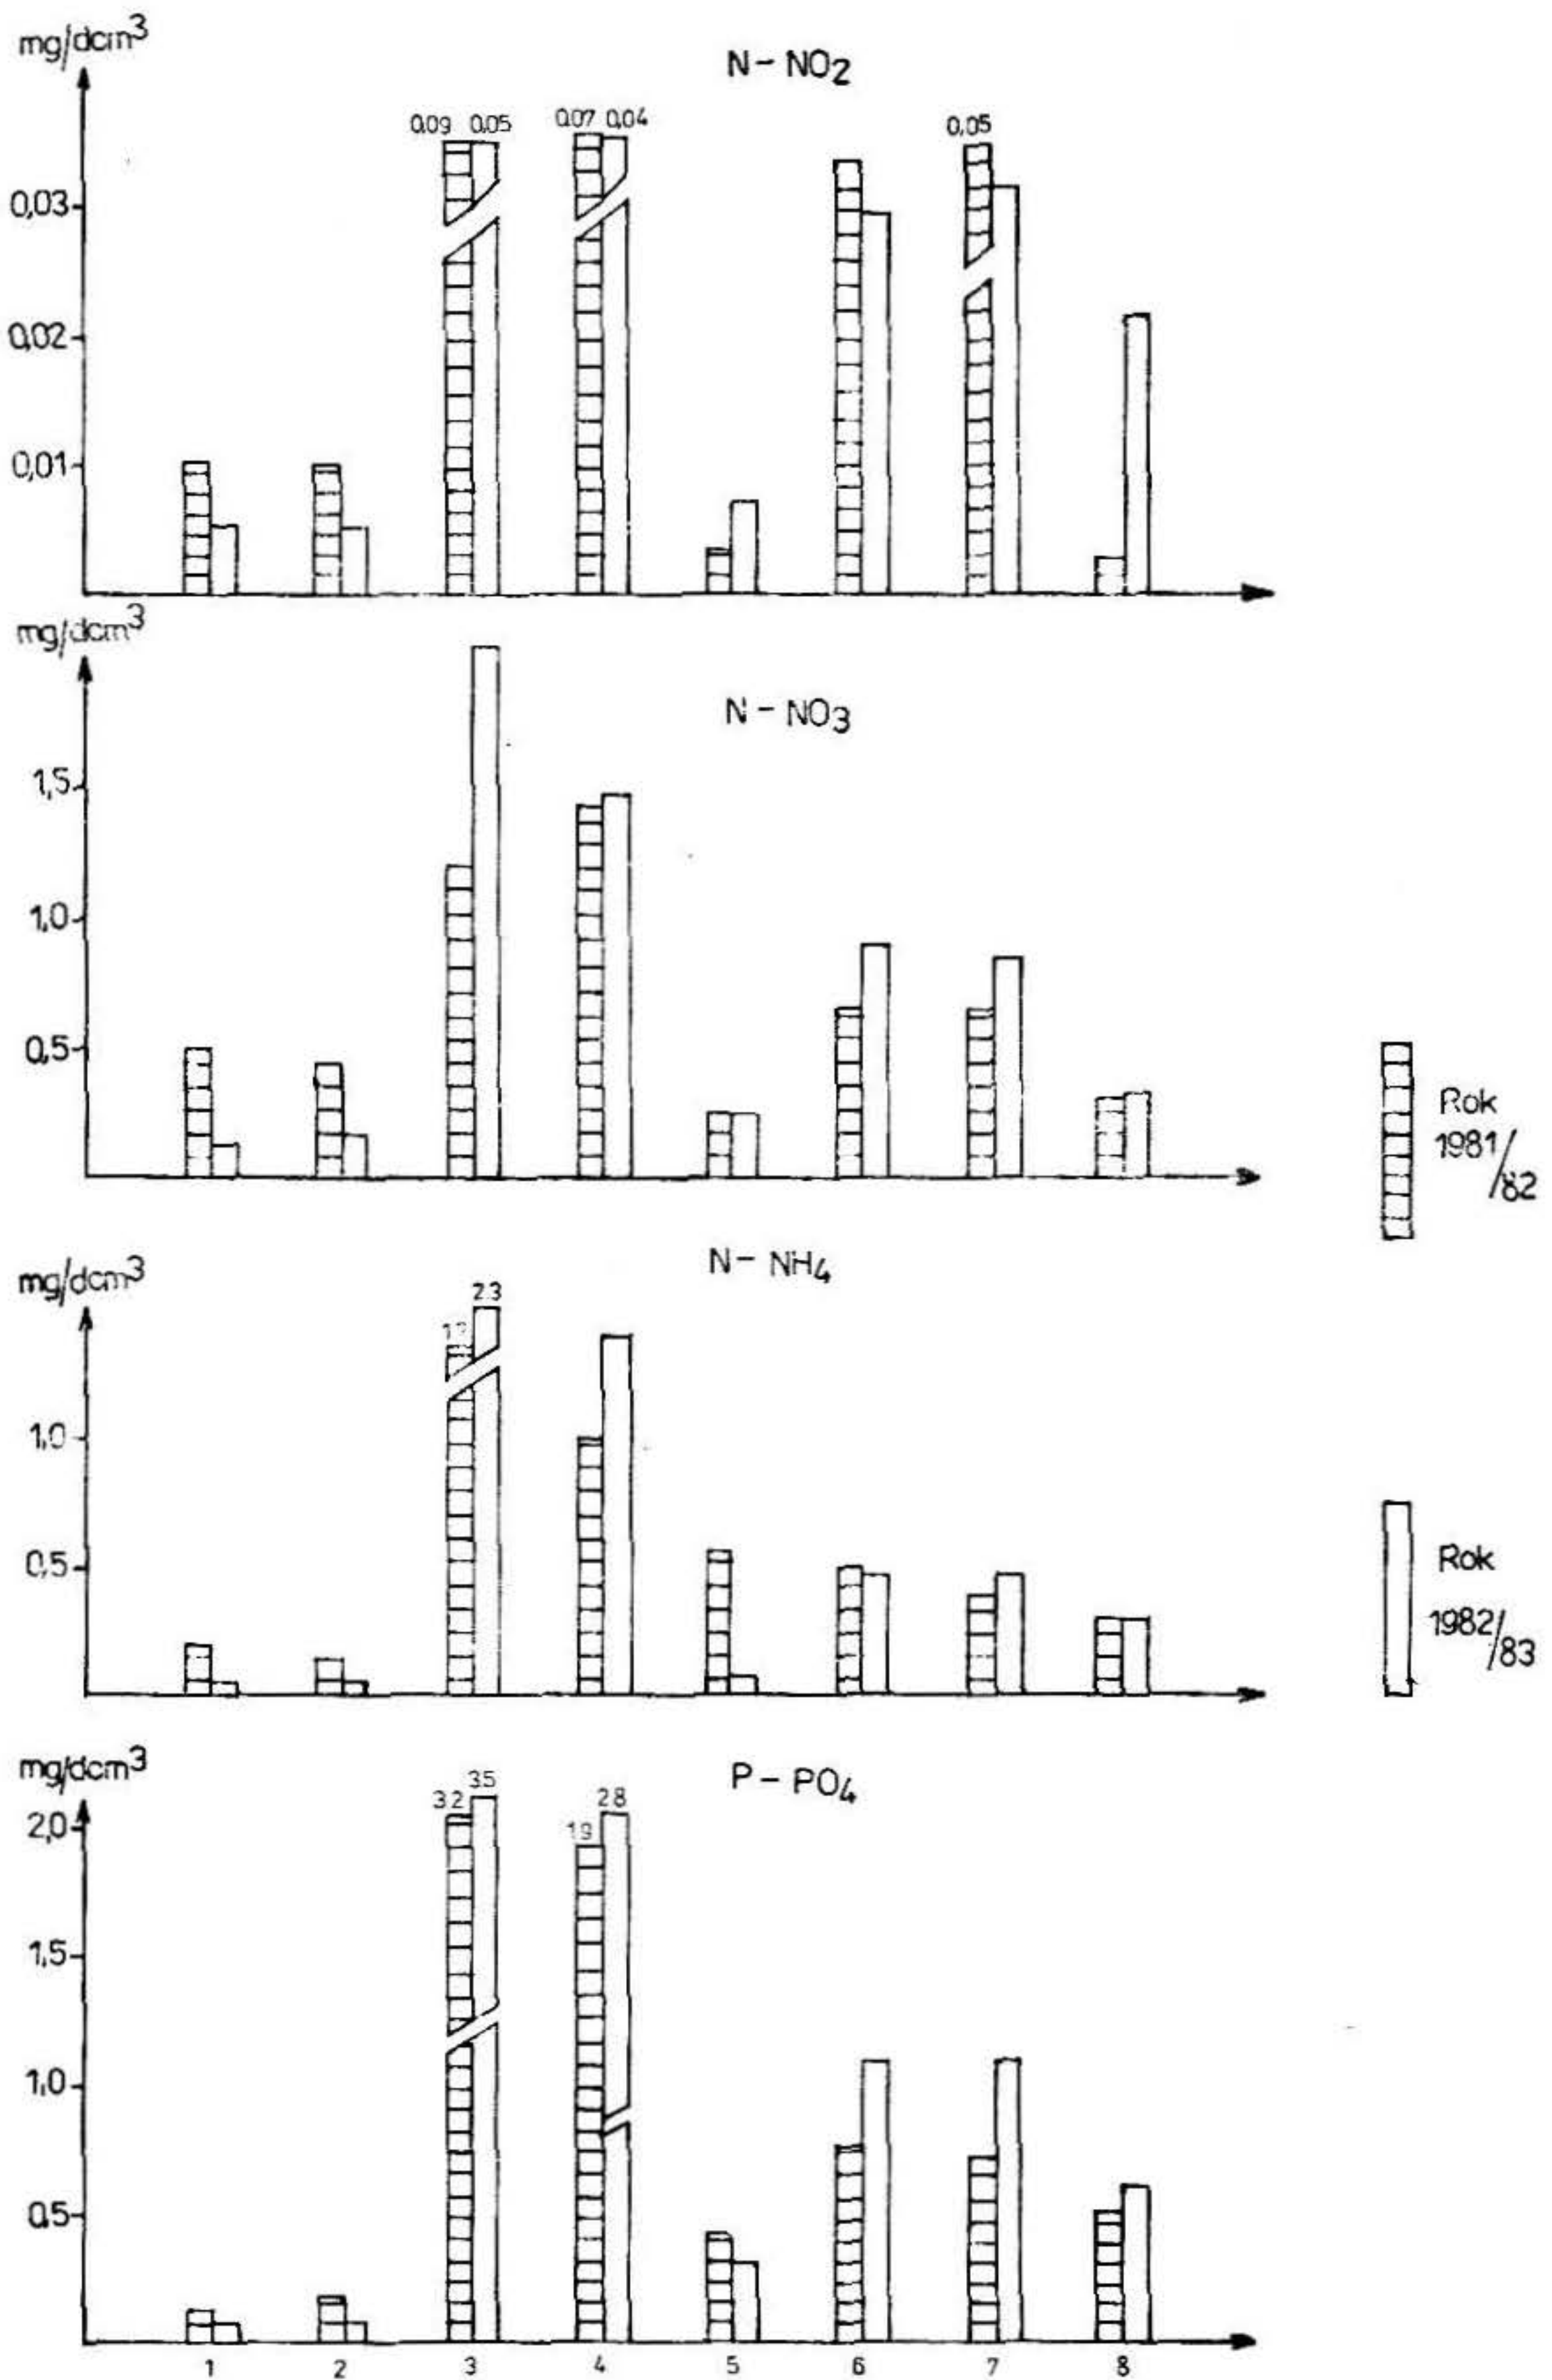 mg/dcm³
N-NO₂
0.09 0.05
0.07 0,04
0,05
0,03
0,02
0,01
mg/dcm³
N-NO₃
1,5
1,0
0,5
Rok
1981/82
N-NH₄
mg/dcm³
2.3
1,0
0,5
Rok
1982/83
mg/dcm³
P-PO₄
3.2 3.5
1.9 2.8
2,0
1,5
1,0
0,5
1 2 3 4 5 6 7 8